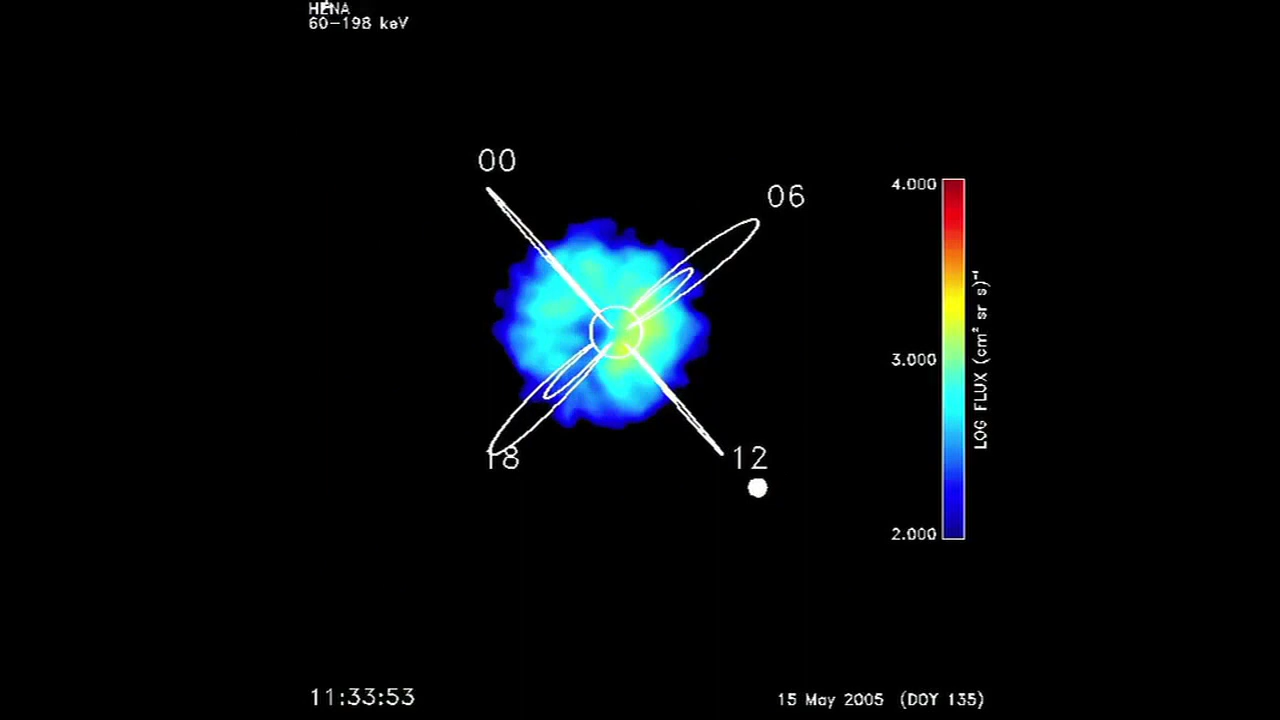 HENA
60-198 keV
00
06
18
12
4.000
3.000
2.000
LOG FLUX (cm² sr s)⁻¹
11:33:53
15 May 2005 (DOY 135)